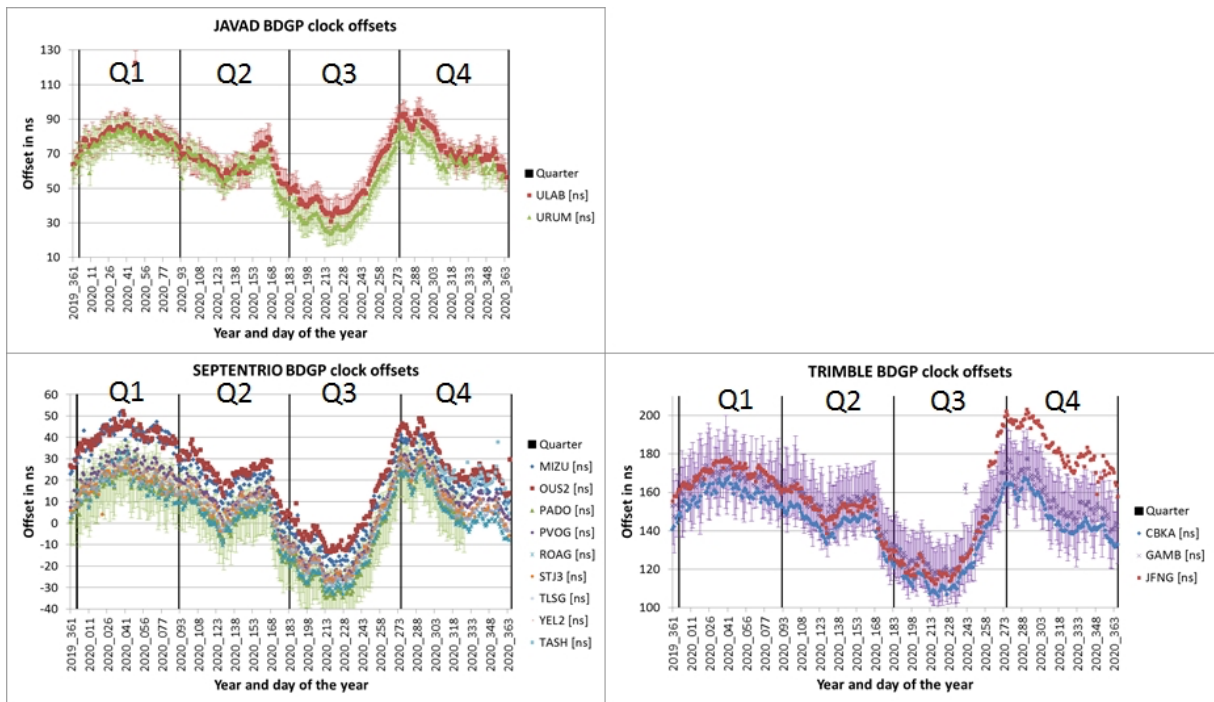 JAVAD BDGP clock offsets
130
110
90
70
50
30
10
Offset in ns
Q1
Q2
Q3
Q4
Quarter
ULAB [ns]
URUM [ns]
2019_361
2020_11
2020_26
2020_41
2020_56
2020_77
2020_93
2020_108
2020_123
2020_138
2020_153
2020_168
2020_183
2020_198
2020_213
2020_228
2020_243
2020_258
2020_273
2020_288
2020_303
2020_318
2020_333
2020_348
2020_363
Year and day of the year
SEPTENTRIO BDGP clock offsets
60
50
40
30
20
10
0
-10
-20
-30
-40
Offset in ns
Q1
Q2
Q3
Q4
Quarter
MIZU [ns]
OUS2 [ns]
PADO [ns]
PVOG [ns]
ROAG [ns]
STJ3 [ns]
TLSG [ns]
YEL2 [ns]
TASH [ns]
2019_361
2020_011
2020_026
2020_041
2020_056
2020_077
2020_093
2020_108
2020_123
2020_138
2020_153
2020_168
2020_183
2020_198
2020_213
2020_228
2020_243
2020_258
2020_273
2020_288
2020_303
2020_318
2020_333
2020_348
2020_363
Year and day of the year
TRIMBLE BDGP clock offsets
200
180
160
140
120
100
Offset in ns
Q1
Q2
Q3
Q4
Quarter
CBKA [ns]
GAMB [ns]
JFNG [ns]
2019_361
2020_011
2020_026
2020_041
2020_056
2020_077
2020_093
2020_108
2020_123
2020_138
2020_153
2020_168
2020_183
2020_198
2020_213
2020_228
2020_243
2020_258
2020_273
2020_288
2020_303
2020_318
2020_333
2020_348
2020_363
Year and day of the year